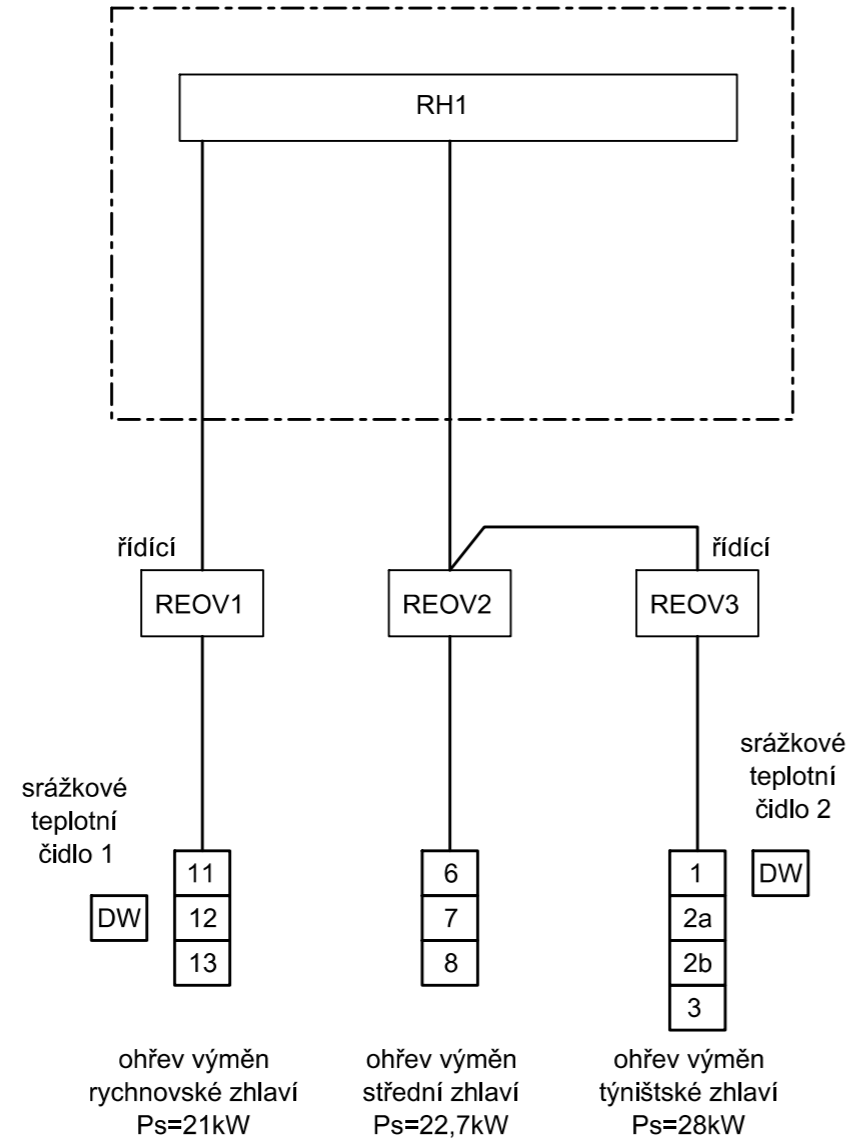 RH1
řídící
řídící
REOV1
REOV2
REOV3
srážkové
teplotní
čidlo 1
srážkové
teplotní
čidlo 2
DW
11
12
13
6
7
8
1
2a
2b
3
DW
ohřev výměn
rychnovské zhlaví
Ps=21kW
ohřev výměn
střední zhlaví
Ps=22,7kW
ohřev výměn
týništské zhlaví
Ps=28kW